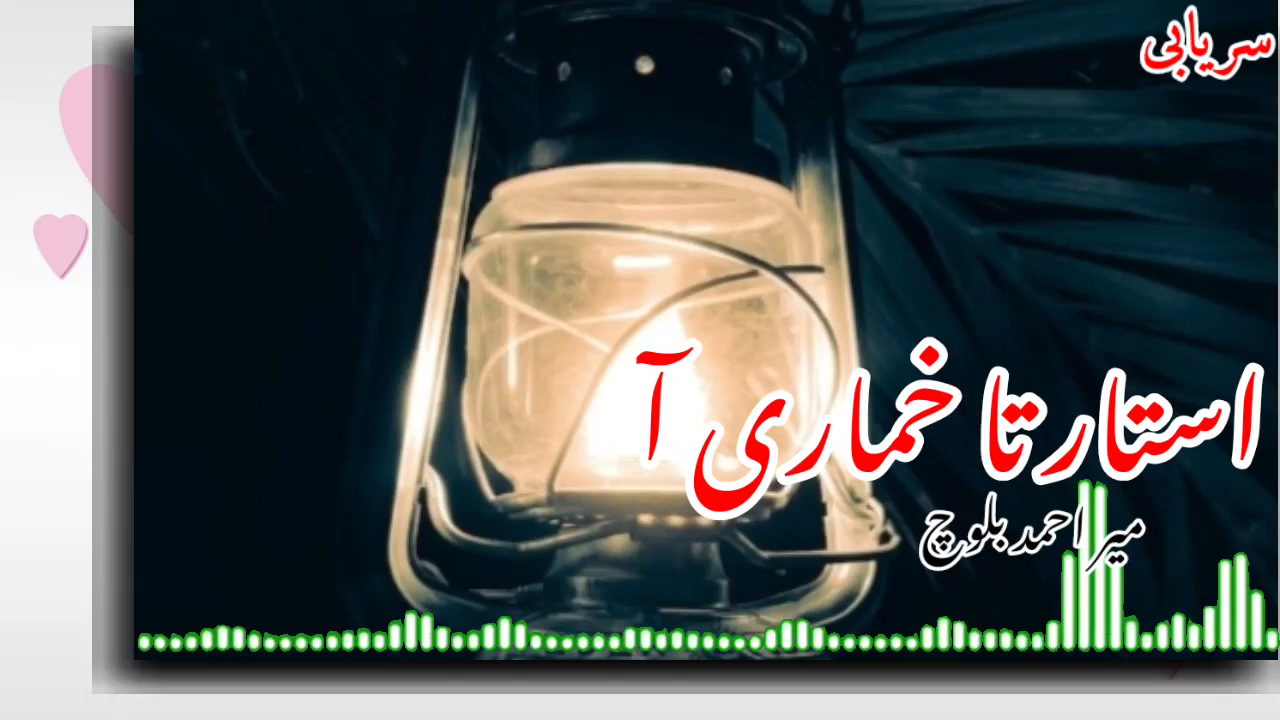 سریابی
استار تا خماری آ
میر احمد بلوچ